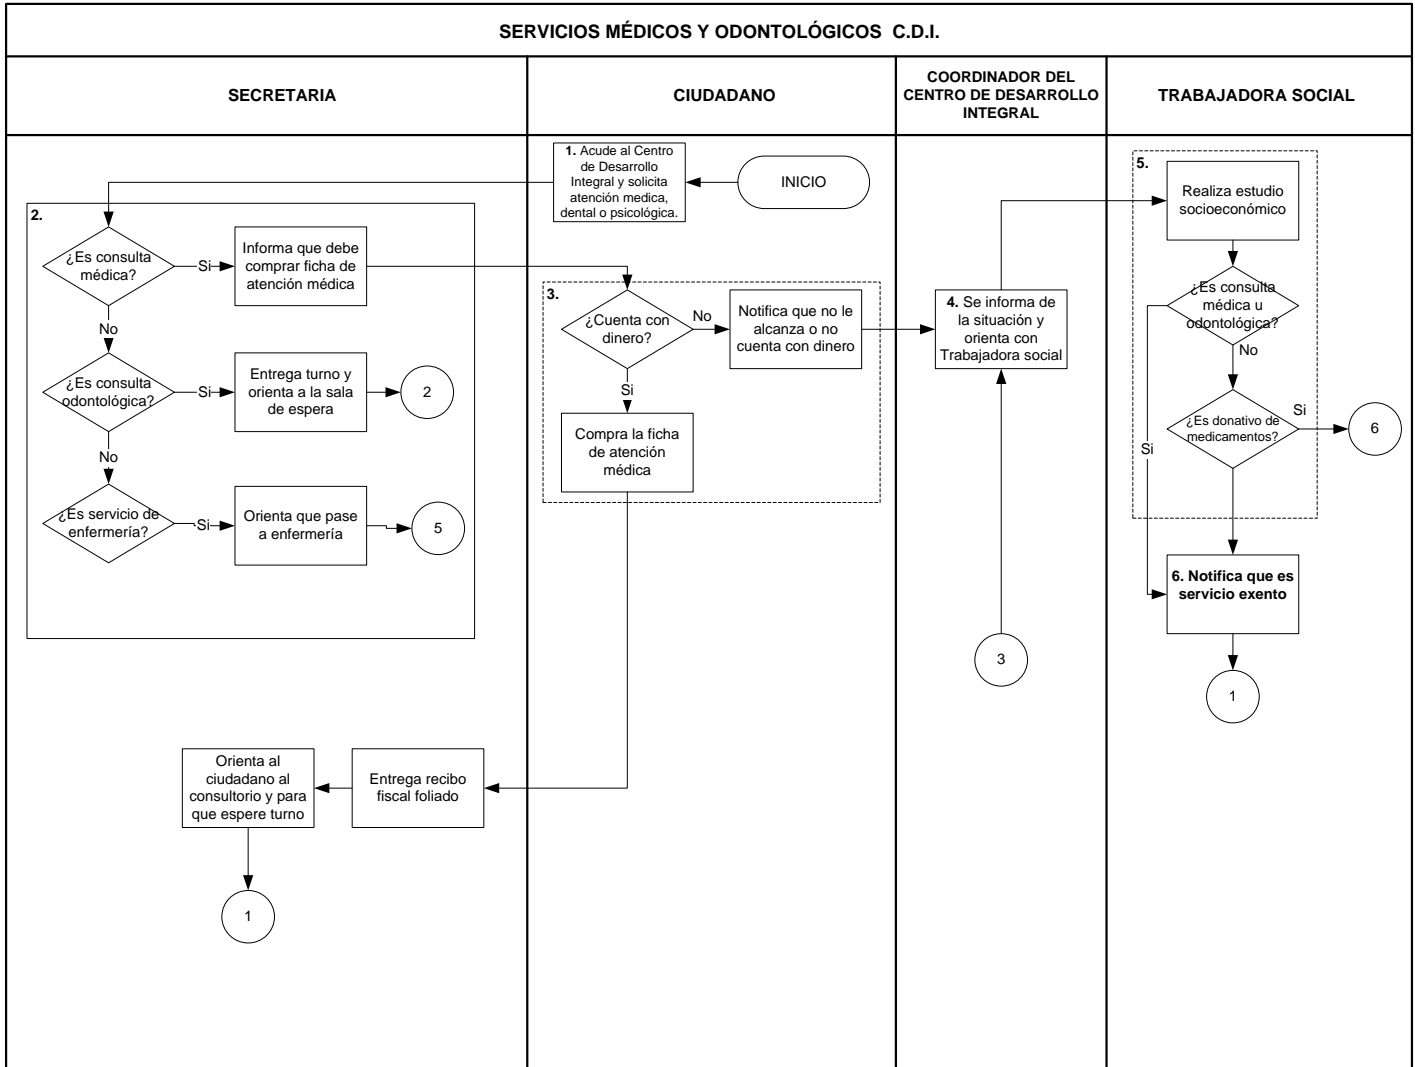 SERVICIOS MÉDICOS Y ODONTOLÓGICOS C.D.I.
SECRETARIA
CIUDADANO
COORDINADOR DEL
CENTRO DE DESARROLLO
INTEGRAL
TRABAJADORA SOCIAL
1. Acude al Centro
de Desarrollo
Integral y solicita
atención medica,
dental o psicológica.
INICIO
2.
¿Es consulta
médica?
Si
Informa que debe
comprar ficha de
atención médica
No
¿Es consulta
odontológica?
Si
Entrega turno y
orienta a la sala
de espera
2
No
¿Es servicio de
enfermería?
Si
Orienta que pase
a enfermería
5
3.
¿Cuenta con
dinero?
No
Notifica que no le
alcanza o no
cuenta con dinero
Si
Compra la ficha
de atención
médica
4. Se informa de
la situación y
orienta con
Trabajadora social
3
5.
Realiza estudio
socioeconómico
¿Es consulta
médica u
odontológica?
No
Si
¿Es donativo de
medicamentos?
Si
6
6. Notifica que es
servicio exento
1
Entrega recibo
fiscal foliado
Orienta al
ciudadano al
consultorio y para
que espere turno
1